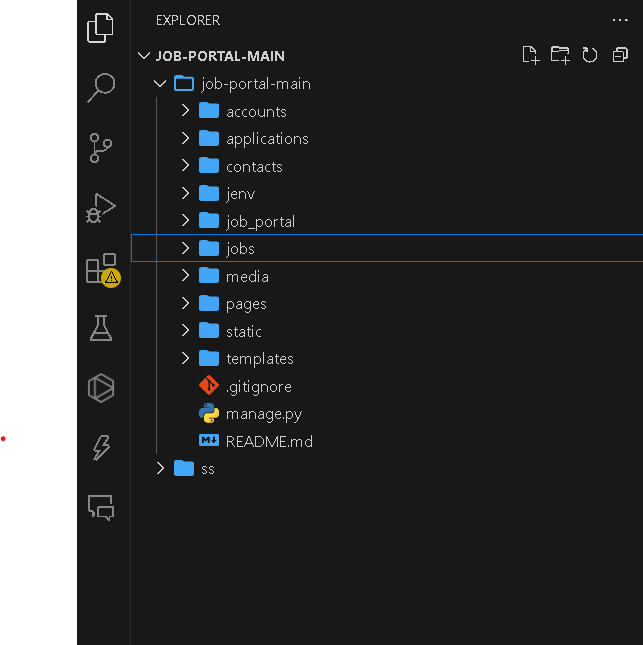 EXPLORER
JOB-PORTAL-MAIN
job-portal-main
accounts
applications
contacts
jenv
job_portal
jobs
media
pages
static
templates
.gitignore
manage.py
README.md
ss